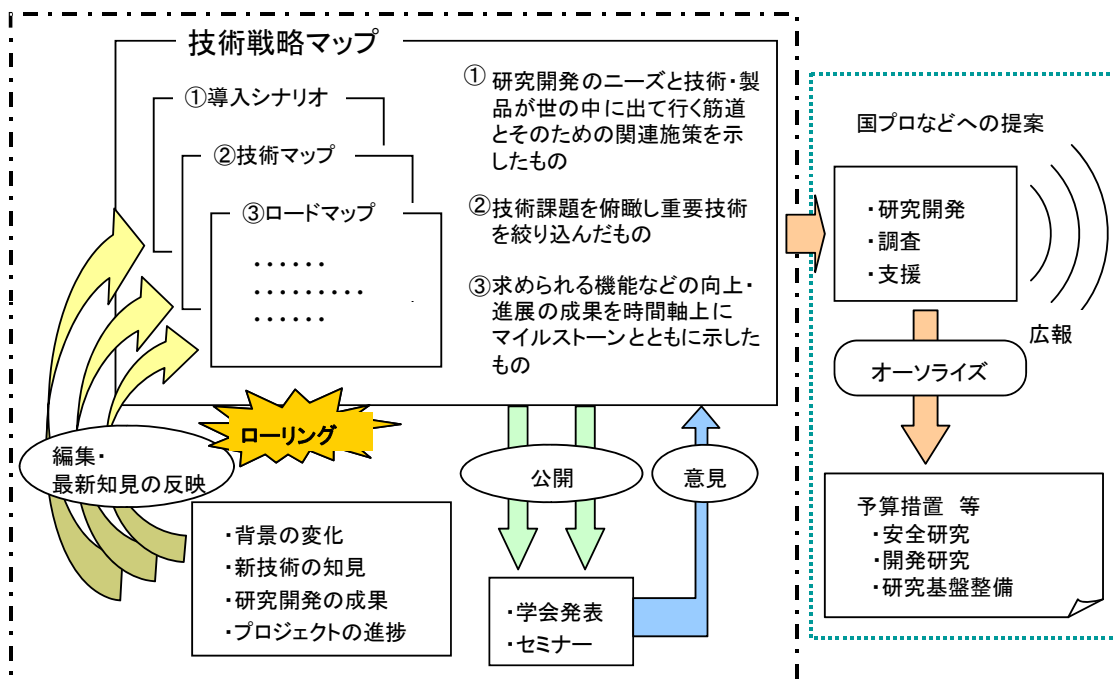 技術戦略マップ
①導入シナリオ
②技術マップ
③ロードマップ
・・・・・・
・・・・・・・・・
・・・・・・
① 研究開発のニーズと技術・製
品が世の中に出て行く筋道
とそのための関連施策を示
したもの
②技術課題を俯瞰し重要技術
を絞り込んだもの
③求められる機能などの向上・
進展の成果を時間軸上に
マイルストーンとともに示した
もの
ローリング
編集・
最新知見の反映
・背景の変化
・新技術の知見
・研究開発の成果
・プロジェクトの進捗
公開
意見
・学会発表
・セミナー
国プロなどへの提案
・研究開発
・調査
・支援
広報
オーソライズ
予算措置 等
・安全研究
・開発研究
・研究基盤整備